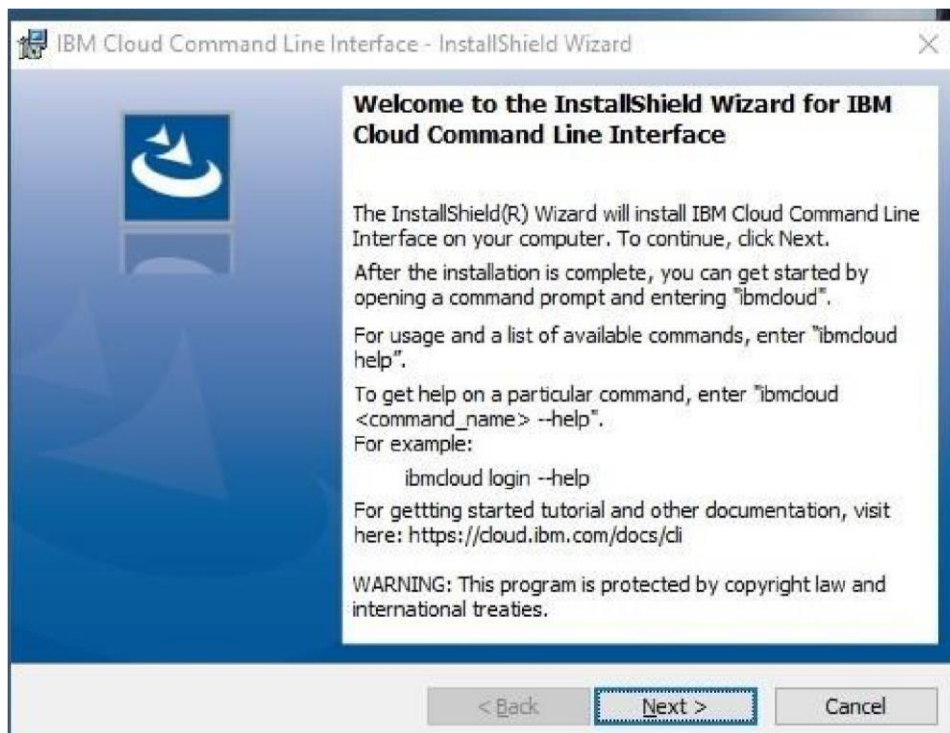 IBM Cloud Command Line Interface - InstallShield Wizard
Welcome to the InstallShield Wizard for IBM
Cloud Command Line Interface
The InstallShield(R) Wizard will install IBM Cloud Command Line
Interface on your computer. To continue, click Next.
After the installation is complete, you can get started by
opening a command prompt and entering "ibmcloud".
For usage and a list of available commands, enter "ibmcloud
help".
To get help on a particular command, enter "ibmcloud
<command_name> --help".
For example:
ibmcloud login --help
For gettting started tutorial and other documentation, visit
here: https://cloud.ibm.com/docs/cli
WARNING: This program is protected by copyright law and
international treaties.
< Back
Next >
Cancel